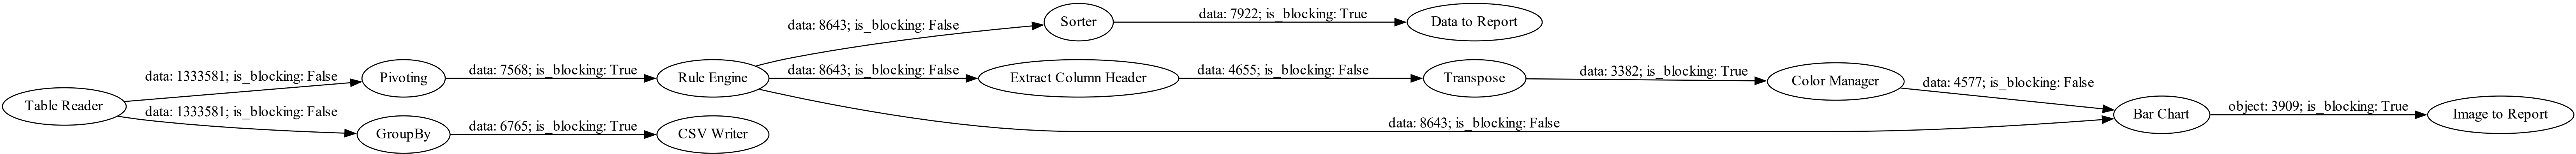 data: 8643; is_blocking: False
Sorter
data: 7922; is_blocking: True
Data to Report
Table Reader
data: 1333581; is_blocking: False
Pivoting
data: 7568; is_blocking: True
Rule Engine
data: 8643; is_blocking: False
Extract Column Header
data: 4655; is_blocking: False
Transpose
data: 3382; is_blocking: True
Color Manager
data: 4577; is_blocking: False
data: 1333581; is_blocking: False
GroupBy
data: 6765; is_blocking: True
CSV Writer
data: 8643; is_blocking: False
Bar Chart
object: 3909; is_blocking: True
Image to Report